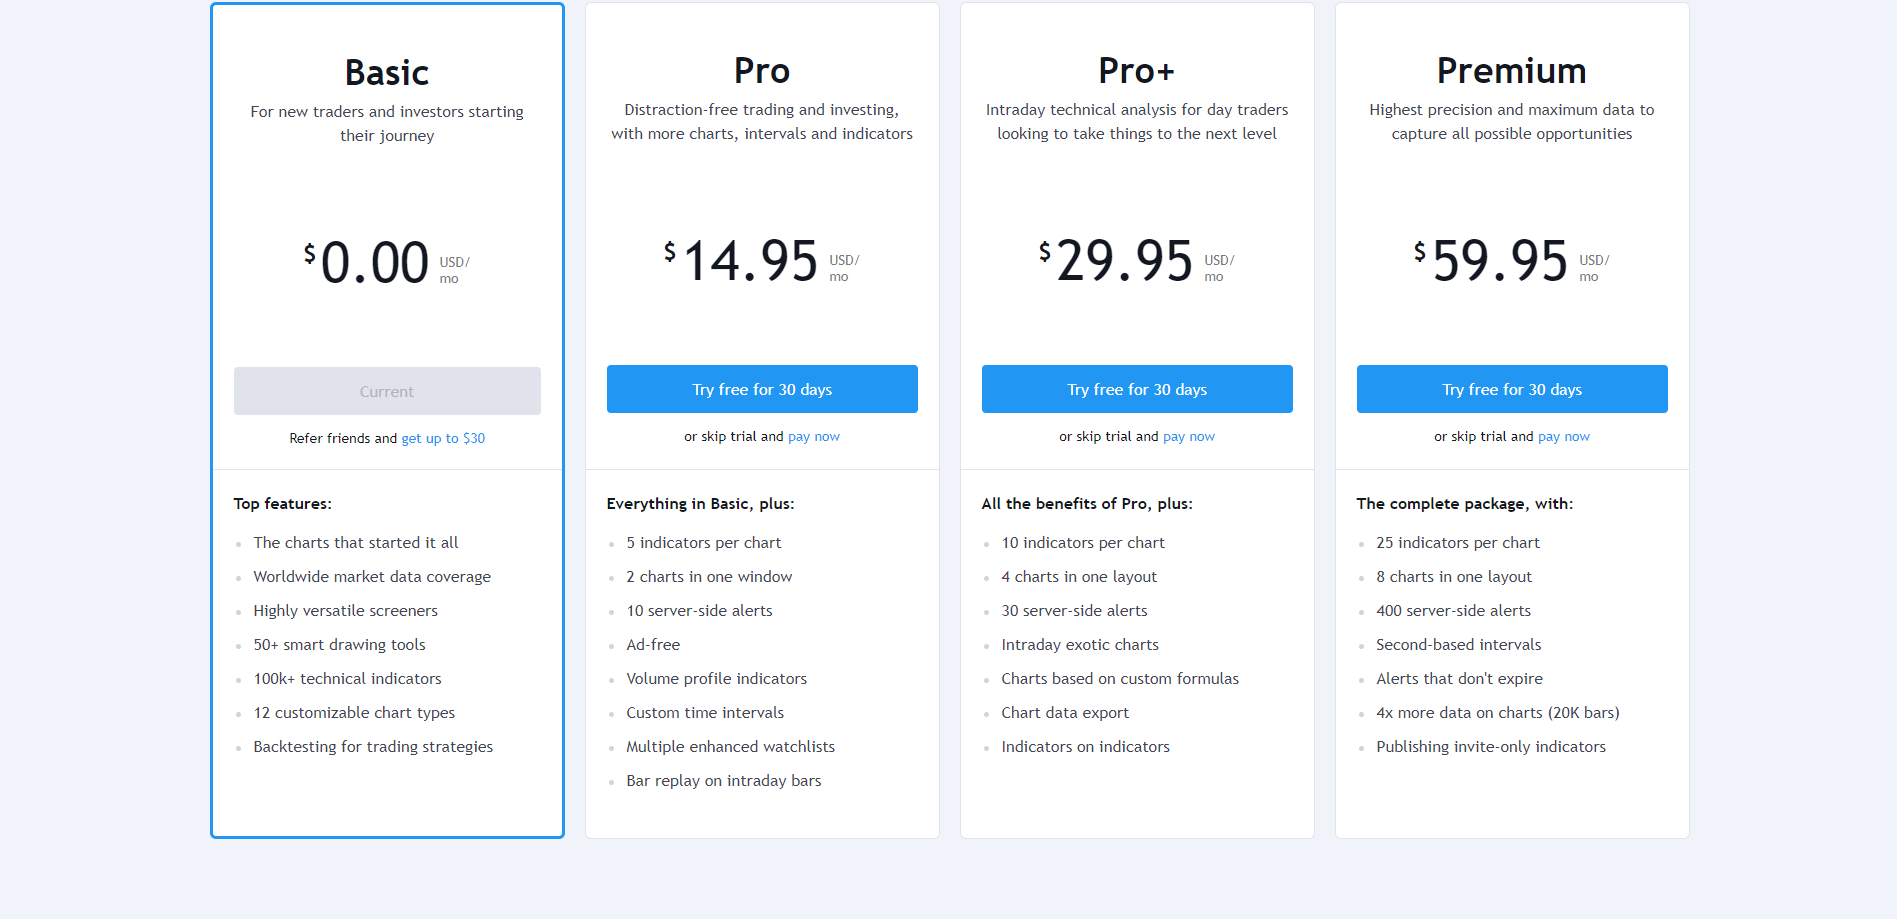 Basic
For new traders and investors starting
their journey
$0.00 USD/
mo
Current
Refer friends and get up to $30
Top features:
The charts that started it all
Worldwide market data coverage
Highly versatile screeners
50+ smart drawing tools
100k+ technical indicators
12 customizable chart types
Backtesting for trading strategies
Pro
Distraction-free trading and investing,
with more charts, intervals and indicators
$14.95 USD/
mo
Try free for 30 days
or skip trial and pay now
Everything in Basic, plus:
5 indicators per chart
2 charts in one window
10 server-side alerts
Ad-free
Volume profile indicators
Custom time intervals
Multiple enhanced watchlists
Bar replay on intraday bars
Pro+
Intraday technical analysis for day traders
looking to take things to the next level
$29.95 USD/
mo
Try free for 30 days
or skip trial and pay now
All the benefits of Pro, plus:
10 indicators per chart
4 charts in one layout
30 server-side alerts
Intraday exotic charts
Charts based on custom formulas
Chart data export
Indicators on indicators
Premium
Highest precision and maximum data to
capture all possible opportunities
$59.95 USD/
mo
Try free for 30 days
or skip trial and pay now
The complete package, with:
25 indicators per chart
8 charts in one layout
400 server-side alerts
Second-based intervals
Alerts that don't expire
4x more data on charts (20K bars)
Publishing invite-only indicators